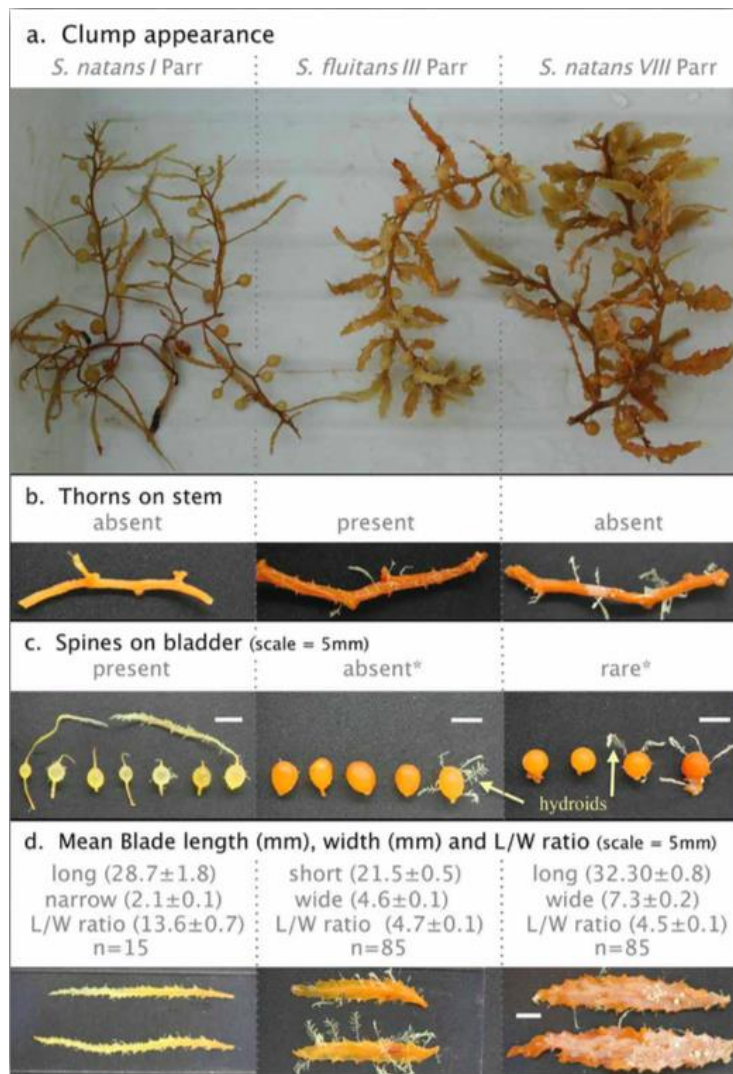 a. Clump appearance
S. natans I Parr S. fluitans III Parr S. natans VIII Parr
b. Thorns on stem
absent present absent
c. Spines on bladder (scale = 5mm)
present absent* rare*
hydroids
d. Mean Blade length (mm), width (mm) and L/W ratio (scale = 5mm)
long (28.7±1.8) short (21.5±0.5) long (32.30±0.8)
narrow (2.1±0.1) wide (4.6±0.1) wide (7.3±0.2)
L/W ratio (13.6±0.7) L/W ratio (4.7±0.1) L/W ratio (4.5±0.1)
n=15 n=85 n=85